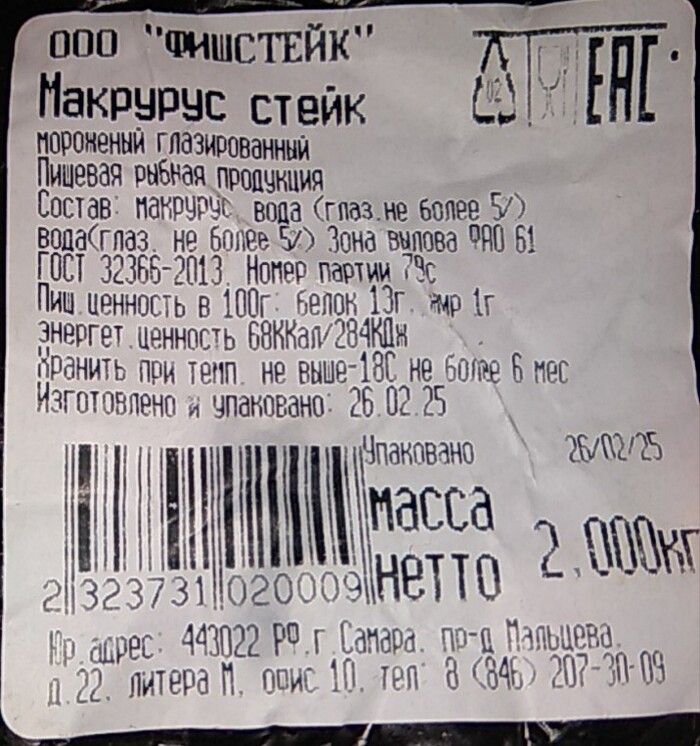 ООО "ФИШСТЕЙК"
02 EAC
Макрурус стейк
мороженый глазированный
Пищевая рыбная продукция
Состав: макрурус, вода (глаз.не более 5%)
вода(глаз. не более 5%) Зона вылова ФАО 61
ГОСТ 32366-2013. Номер партии 79с
Пищ.ценность в 100г: белок 13г., жир 1г
энергет.ценность 68ККал/284КДж
Хранить при темп. не выше-18С не более 6 мес
Изготовлено и упаковано: 26.02.25
Упаковано 26/02/25
масса
нетто 2,000кг
2 323731 020009
Юр.адрес: 443022 РФ.г.Самара. пр-д Мальцева.
д.22. литера М. офис 10. тел: 8 (846) 207-30-09